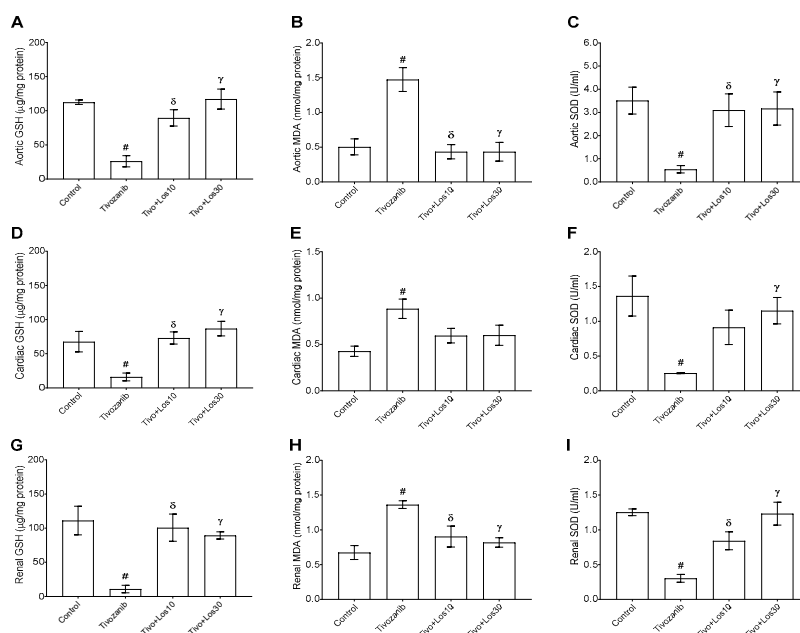 A
Aortic GSH (µg/mg protein)
200
150
100
50
0
#
δ
γ
Control
Tivozanib
Tivo+Los10
Tivo+Los30
B
Aortic MDA (nmol/mg protein)
2.0
1.5
1.0
0.5
0.0
#
δ
γ
Control
Tivozanib
Tivo+Los10
Tivo+Los30
C
Aortic SOD (U/ml)
6.0
5.0
4.0
3.0
2.0
1.0
0.0
#
δ
γ
Control
Tivozanib
Tivo+Los10
Tivo+Los30
D
Cardiac GSH (µg/mg protein)
200
150
100
50
0
#
δ
γ
Control
Tivozanib
Tivo+Los10
Tivo+Los30
E
Cardiac MDA (nmol/mg protein)
1.5
1.0
0.5
0.0
#
Control
Tivozanib
Tivo+Los10
Tivo+Los30
F
Cardiac SOD (U/ml)
2.0
1.5
1.0
0.5
0.0
#
γ
Control
Tivozanib
Tivo+Los10
Tivo+Los30
G
Renal GSH (µg/mg protein)
200
150
100
50
0
#
δ
γ
Control
Tivozanib
Tivo+Los10
Tivo+Los30
H
Renal MDA (nmol/mg protein)
2.0
1.5
1.0
0.5
0.0
#
δ
γ
Control
Tivozanib
Tivo+Los10
Tivo+Los30
I
Renal SOD (U/ml)
2.0
1.5
1.0
0.5
0.0
#
δ
γ
Control
Tivozanib
Tivo+Los10
Tivo+Los30